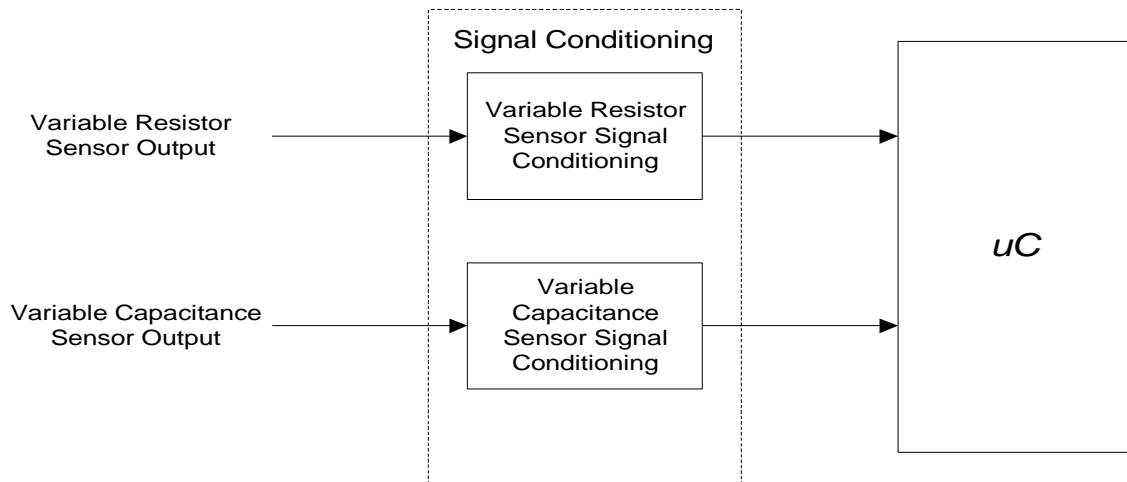 Signal Conditioning
Variable Resistor
Sensor Output
Variable Resistor
Sensor Signal
Conditioning
uC
Variable Capacitance
Sensor Output
Variable
Capacitance
Sensor Signal
Conditioning